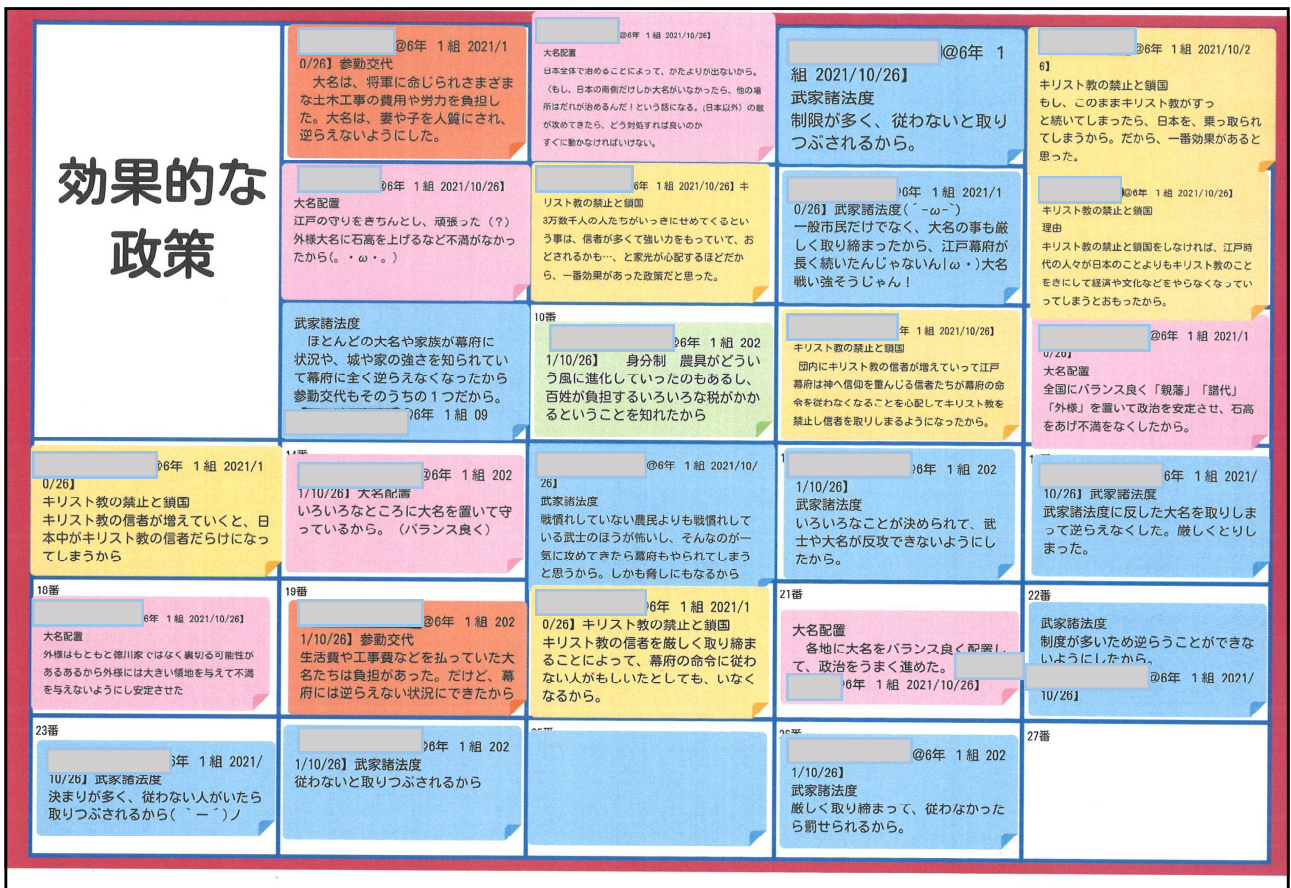 効果的な
政策
@6年 1組 2021/1
0/26】参勤交代
大名は、将軍に命じられさまざま
な土木工事の費用や労力を負担し
た。大名は、妻や子を人質にされ、
逆らえないようにした。
@6年 1組 2021/10/26】
大名配置
日本全体で治めることによって、かたよりが出ないから。
(もし、日本の南側だけしか大名がいなかったら、他の場
所はだれが治めるんだ!という話になる。(日本以外)の敵
が攻めてきたら、どう対処すれば良いのか
すぐに動かなければいけない。
@6年 1
組 2021/10/26】
武家諸法度
制限が多く、従わないと取り
つぶされるから。
@6年 1組 2021/10/2
6】
キリスト教の禁止と鎖国
もし、このままキリスト教がずっ
と続いてしまったら、日本を、乗っ取られ
てしまうから。だから、一番効果があると
思った。
6年 1組 2021/10/26】
大名配置
江戸の守りをきちんとし、頑張った(?)
外様大名に石高を上げるなど不満がなかっ
たから(。・ω・。)
6年 1組 2021/10/26】キ
リスト教の禁止と鎖国
3万数千人の人たちがいっきにせめてくるとい
う事は、信者が多くて強い力をもっていて、お
どされるかも…、と家光が心配するほどだか
ら、一番効果があった政策だと思った。
6年 1組 2021/1
0/26】武家諸法度(´-ω-`)
一般市民だけでなく、大名の事も厳
しく取り締まったから、江戸幕府が
長く続いたんじゃないん|ω・)大名
戦い強そうじゃん!
@6年 1組 2021/10/26】
キリスト教の禁止と鎖国
理由
キリスト教の禁止と鎖国をしなければ、江戸時
代の人々が日本のことよりもキリスト教のこと
をきにして経済や文化などをやらなくなってい
ってしまうとおもったから。
武家諸法度
ほとんどの大名や家族が幕府に
状況や、城や家の強さを知られてい
て幕府に全く逆らえなくなったから
参勤交代もそのうちの1つだから。
@6年 1組 09
10番
@6年 1組 202
1/10/26】 身分制 農具がどうい
う風に進化していったのもあるし、
百姓が負担するいろいろな税がかか
るということを知れたから
年 1組 2021/10/26】
キリスト教の禁止と鎖国
団内にキリスト教の信者が増えていって江戸
幕府は神へ信仰を重んじる信者たちが幕府の命
令を従わなくなることを心配してキリスト教を
禁止し信者を取りしまるようになったから。
@6年 1組 2021/1
0/26】
大名配置
全国にバランス良く「親藩」「譜代」
「外様」を置いて政治を安定させ、石高
をあげ不満をなくしたから。
@6年 1組 2021/1
0/26】
キリスト教の禁止と鎖国
キリスト教の信者が増えていくと、日
本中がキリスト教の信者だらけになっ
てしまうから
14番
@6年 1組 202
1/10/26】大名配置
いろいろなところに大名を置いて守
っているから。(バランス良く)
@6年 1組 2021/10/
26】
武家諸法度
戦慣れしていない農民よりも戦慣れして
いる武士のほうが怖いし、そんなのが一
気に攻めてきたら幕府もやられてしまう
と思うから。しかも脅しにもなるから
@6年 1組 202
1/10/26】
武家諸法度
いろいろなことが決められて、武
士や大名が反攻できないようにし
たから。
6年 1組 2021/
10/26】武家諸法度
武家諸法度に反した大名を取りしま
って逆らえなくした。厳しくとりし
まった。
18番
6年 1組 2021/10/26】
大名配置
外様はもともと徳川家ではなく裏切る可能性が
あるあるから外様には大きい領地を与えて不満
を与えないようにし安定させた
19番
@6年 1組 202
1/10/26】参勤交代
生活費や工事費などを払っていた大
名たちは負担があった。だけど、幕
府には逆らえない状況にできたから
6年 1組 2021/1
0/26】キリスト教の禁止と鎖国
キリスト教の信者を厳しく取り締ま
ることによって、幕府の命令に従わ
ない人がもしいたとしても、いなく
なるから。
21番
大名配置
各地に大名をバランス良く配置し
て、政治をうまく進めた。
6年 1組 2021/10/26】
22番
武家諸法度
制度が多いため逆らうことができな
いようにしたから。
@6年 1組 2021/
10/26】
23番
6年 1組 2021/
10/26】武家諸法度
決まりが多く、従わない人がいたら
取りつぶされるから( `ー´)ノ
6年 1組 202
1/10/26】武家諸法度
従わないと取りつぶされるから
26番
@6年 1組 202
1/10/26】
武家諸法度
厳しく取り締まって、従わなかった
ら罰せられるから。
27番